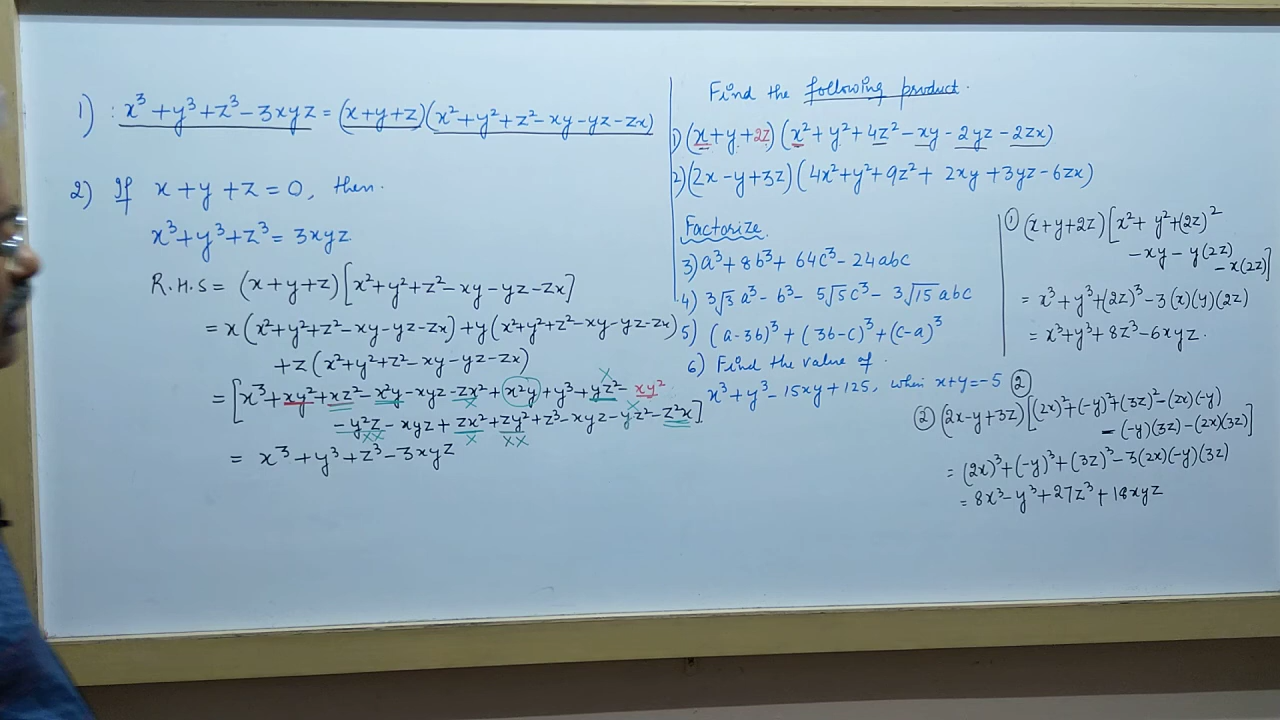 1) : x³ + y³ + z³ - 3xyz = (x+y+z)(x² + y² + z² - xy - yz - zx)
2) If x + y + z = 0, then.
x³ + y³ + z³ = 3xyz
R.H.S = (x+y+z)[x²+y²+z²-xy-yz-zx]
= x(x²+y²+z²-xy-yz-zx) + y(x²+y²+z²-xy-yz-zx)
+ z(x²+y²+z²-xy-yz-zx)
= [x³ + xy² + xz² - x²y - xyz - zx² + x²y + y³ + yz² - xy²
- y²z - xyz + zx² + zy² + z³ - xyz - yz² - z²x]
= x³ + y³ + z³ - 3xyz
Find the following product.
1) (x+y+2z)(x² + y² + 4z² - xy - 2yz - 2zx)
2) (2x-y+3z)(4x²+y²+9z²+ 2xy +3yz-6zx)
Factorize.
3) a³ + 8b³ + 64c³ - 24abc
4) 3√3 a³ - b³ - 5√5 c³ - 3√15 abc
5) (a-3b)³ + (3b-c)³ + (c-a)³
6) Find the value of.
x³ + y³ - 15xy + 125, when x+y=-5
① (x+y+2z)[x² + y² + (2z)²
- xy - y(2z)
- x(2z)]
= x³ + y³ + (2z)³ - 3(x)(y)(2z)
= x³ + y³ + 8z³ - 6xyz.
②
② (2x-y+3z)[(2x)²+(-y)²+(3z)²-(2x)(-y)
- (-y)(3z) - (2x)(3z)]
= (2x)³ + (-y)³ + (3z)³ - 3(2x)(-y)(3z)
= 8x³ - y³ + 27z³ + 18xyz